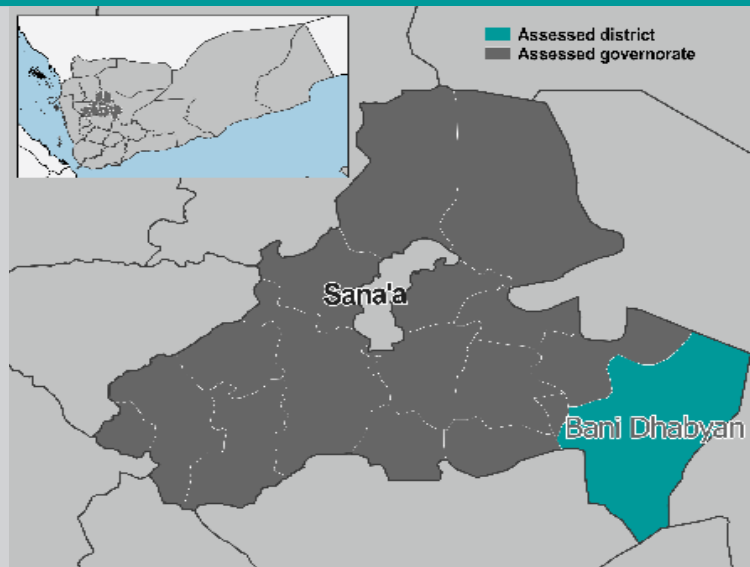 Assessed district
Assessed governorate
Sana'a
Bani Dhabyan